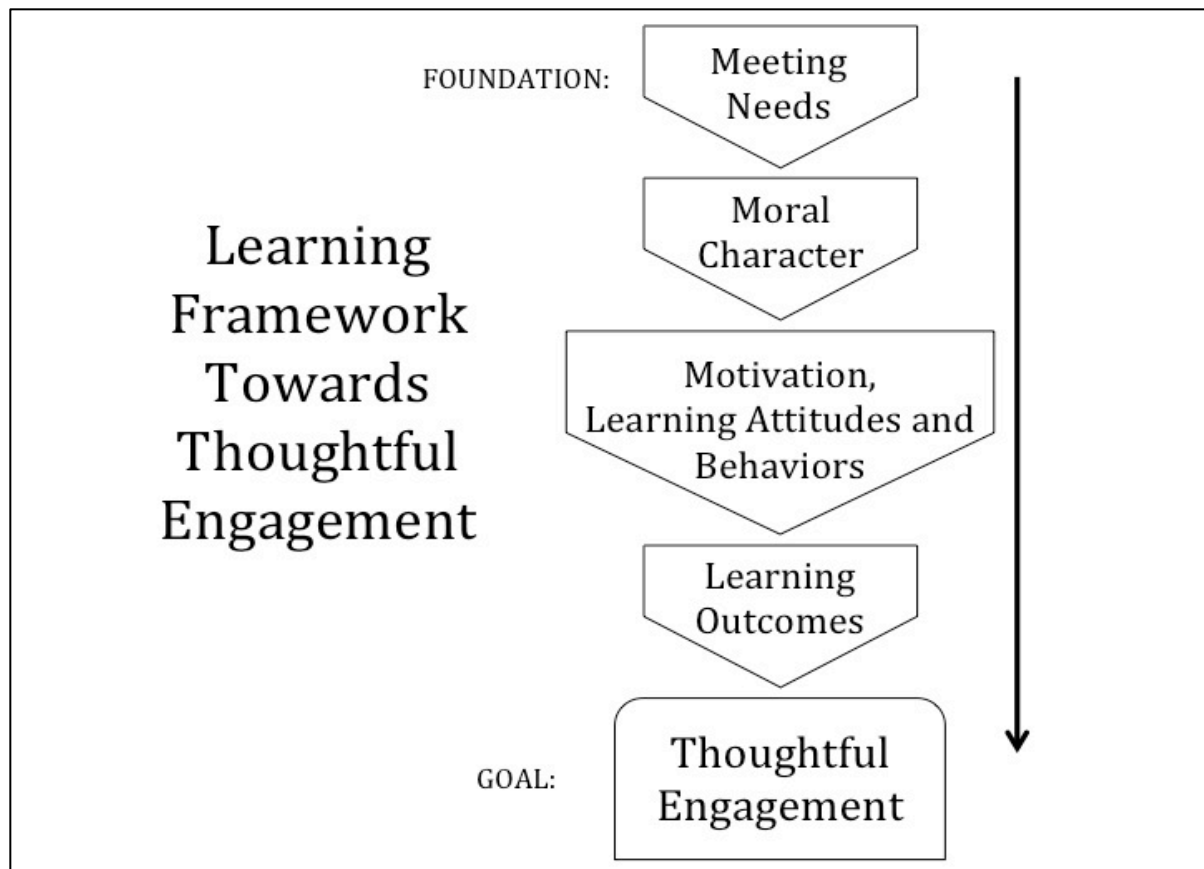 FOUNDATION:
Meeting
Needs
Moral
Character
Learning
Framework
Towards
Thoughtful
Engagement
Motivation,
Learning Attitudes and
Behaviors
Learning
Outcomes
GOAL:
Thoughtful
Engagement